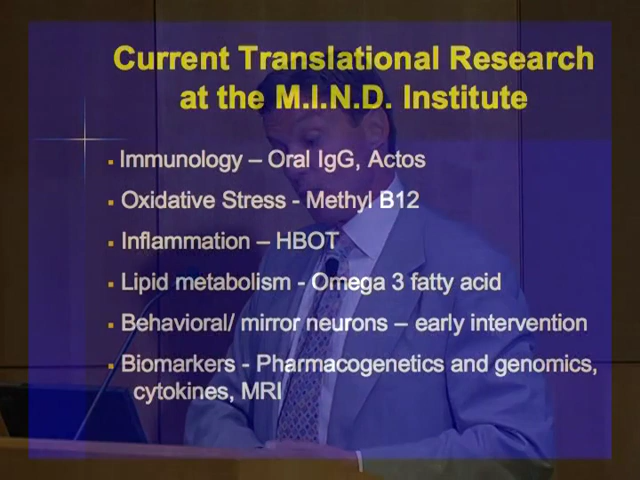 Current Translational Research
at the M.I.N.D. Institute
▪ Immunology – Oral IgG, Actos
▪ Oxidative Stress - Methyl B12
▪ Inflammation – HBOT
▪ Lipid metabolism - Omega 3 fatty acid
▪ Behavioral/ mirror neurons – early intervention
▪ Biomarkers - Pharmacogenetics and genomics,
cytokines, MRI